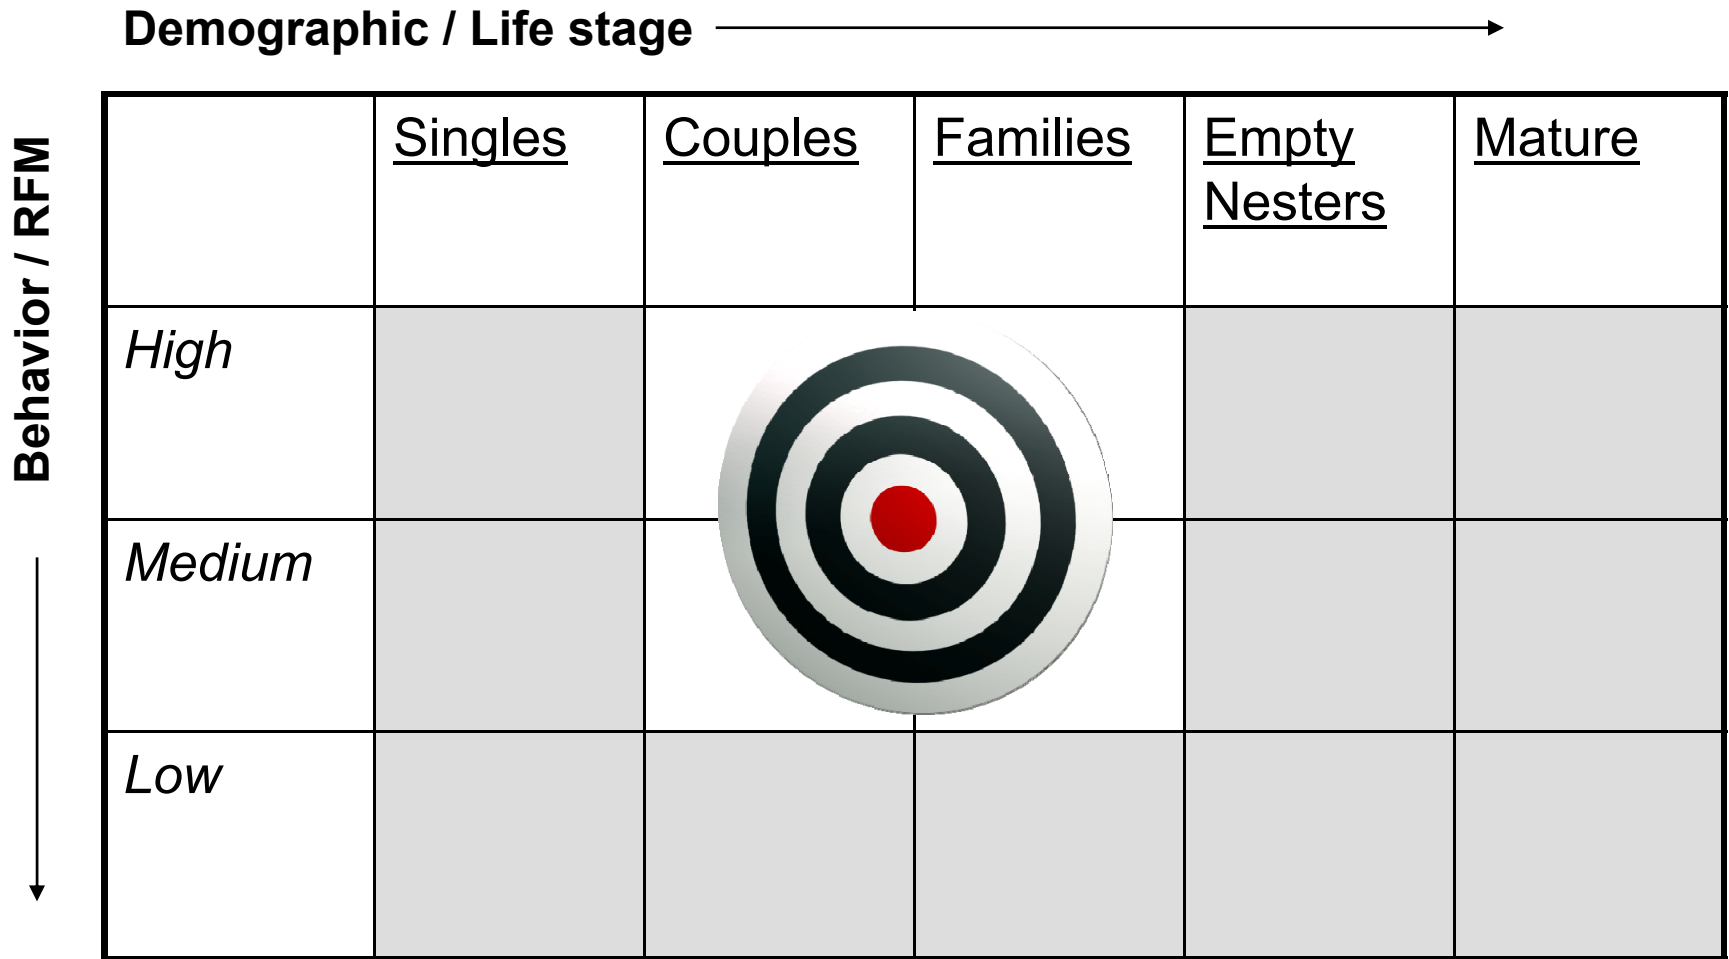 Demographic / Life stage
Behavior / RFM
Singles
Couples
Families
Empty
Nesters
Mature
High
Medium
Low